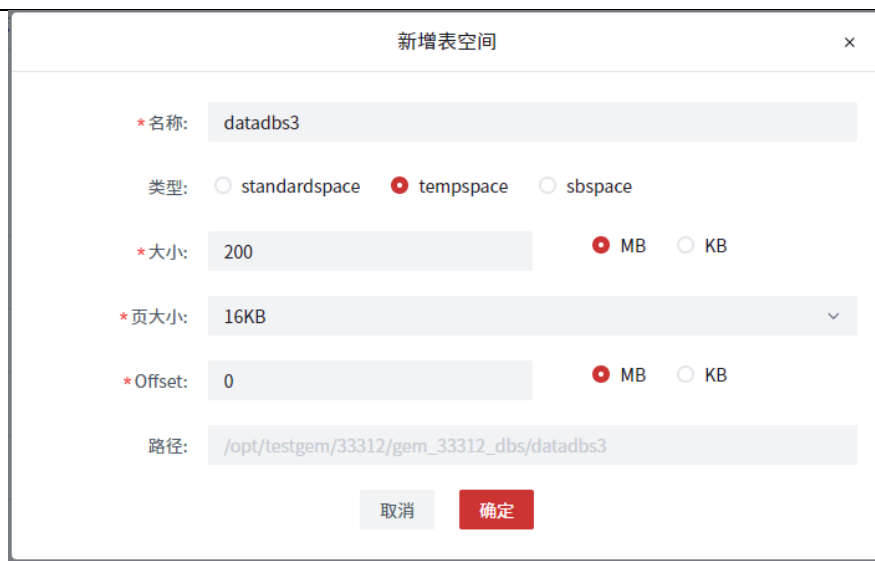 新增表空间 ×
*名称: datadbs3
类型: standardspace tempspace sbspace
*大小: 200 MB KB
*页大小: 16KB
*Offset: 0 MB KB
路径: /opt/testgem/33312/gem_33312_dbs/datadbs3
取消 确定